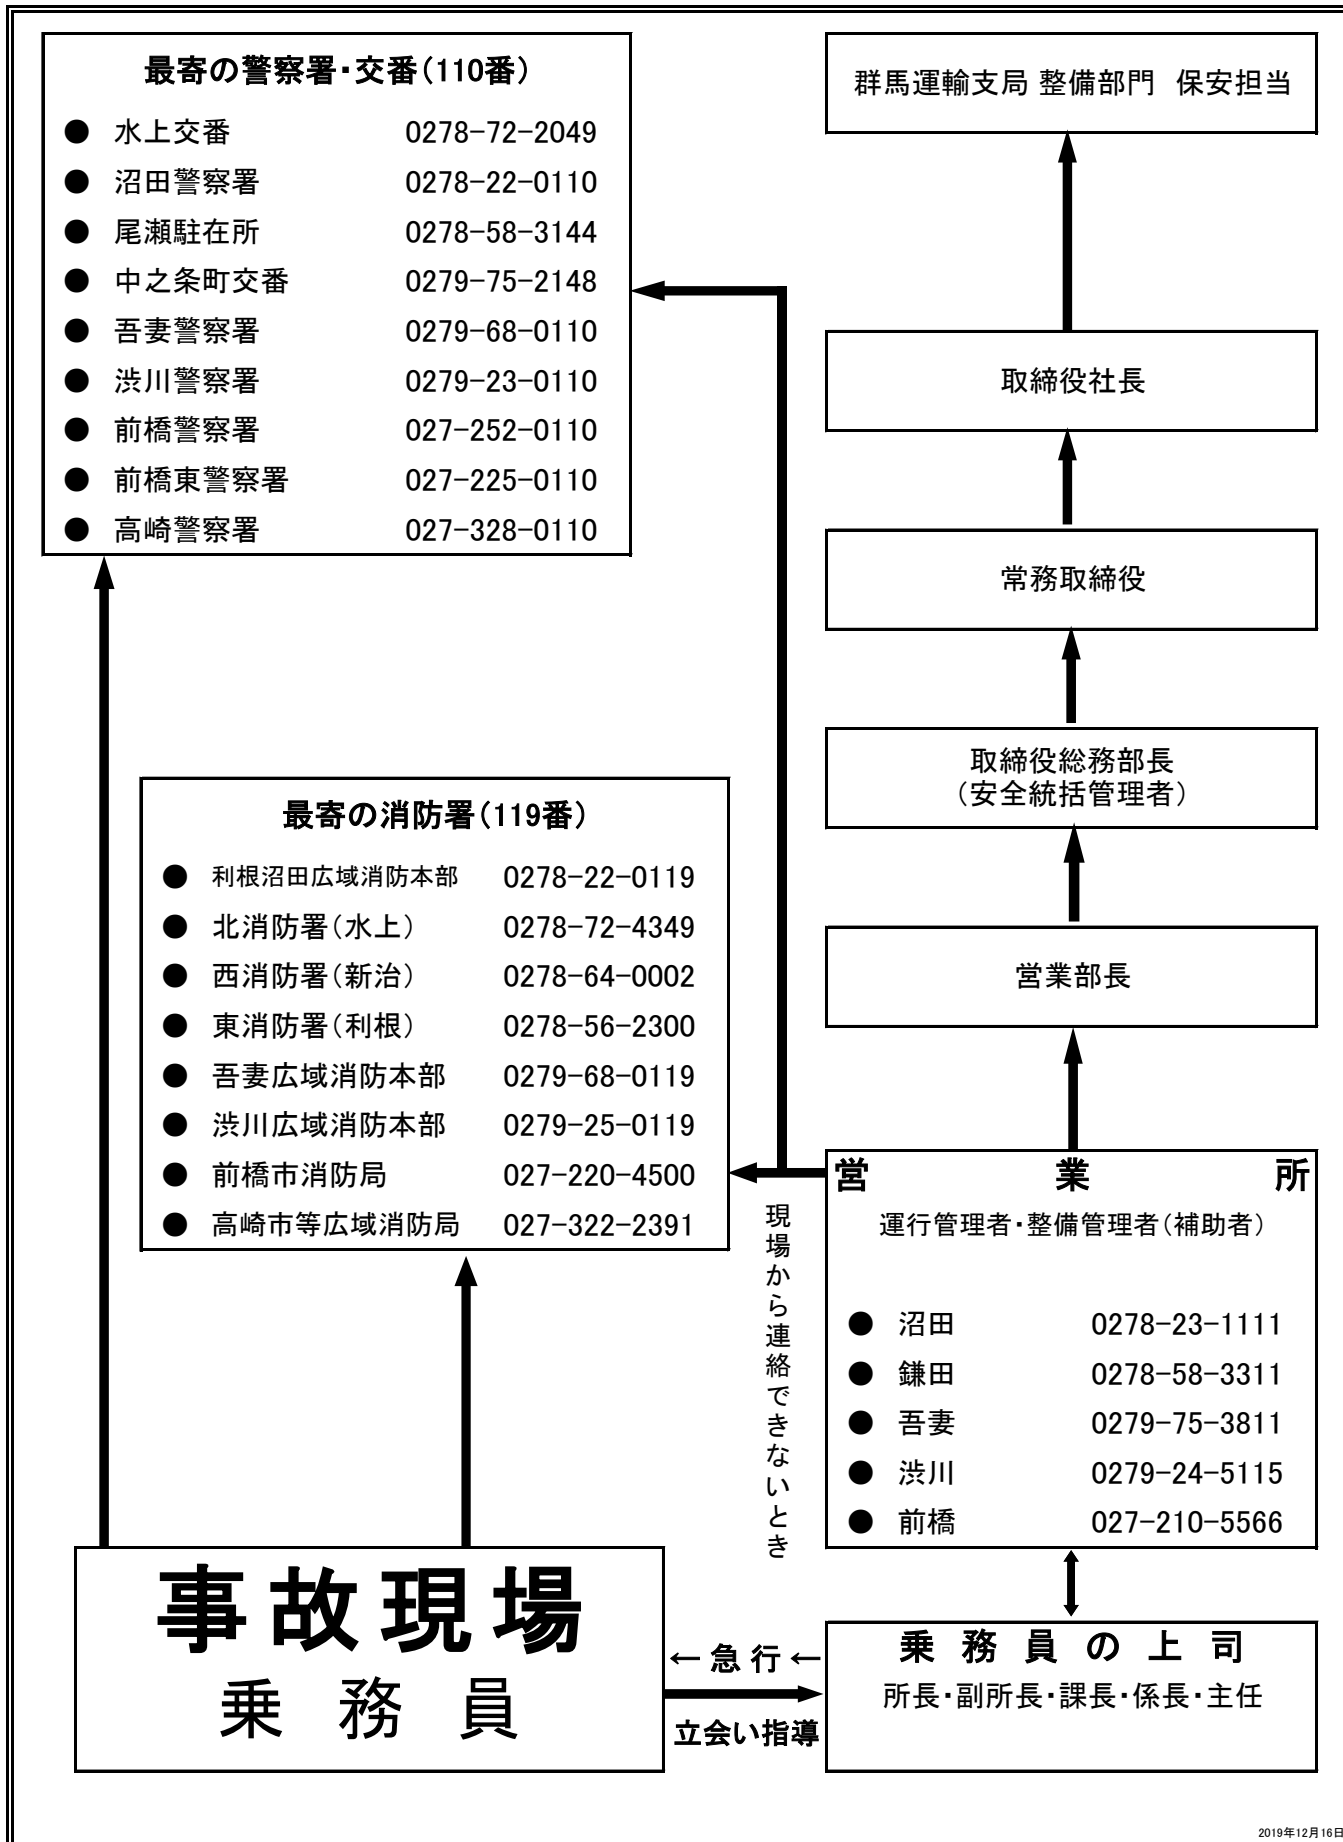 最寄の警察署・交番(110番)
● 水上交番 0278-72-2049
● 沼田警察署 0278-22-0110
● 尾瀬駐在所 0278-58-3144
● 中之条町交番 0279-75-2148
● 吾妻警察署 0279-68-0110
● 渋川警察署 0279-23-0110
● 前橋警察署 027-252-0110
● 前橋東警察署 027-225-0110
● 高崎警察署 027-328-0110
群馬運輸支局 整備部門 保安担当
取締役社長
常務取締役
取締役総務部長
(安全統括管理者)
営業部長
最寄の消防署(119番)
● 利根沼田広域消防本部 0278-22-0119
● 北消防署(水上) 0278-72-4349
● 西消防署(新治) 0278-64-0002
● 東消防署(利根) 0278-56-2300
● 吾妻広域消防本部 0279-68-0119
● 渋川広域消防本部 0279-25-0119
● 前橋市消防局 027-220-4500
● 高崎市等広域消防局 027-322-2391
現場から連絡できないとき
営業所
運行管理者・整備管理者(補助者)
● 沼田 0278-23-1111
● 鎌田 0278-58-3311
● 吾妻 0279-75-3811
● 渋川 0279-24-5115
● 前橋 027-210-5566
事故現場
乗務員
←急行←
立会い指導
乗務員の上司
所長・副所長・課長・係長・主任
2019年12月16日